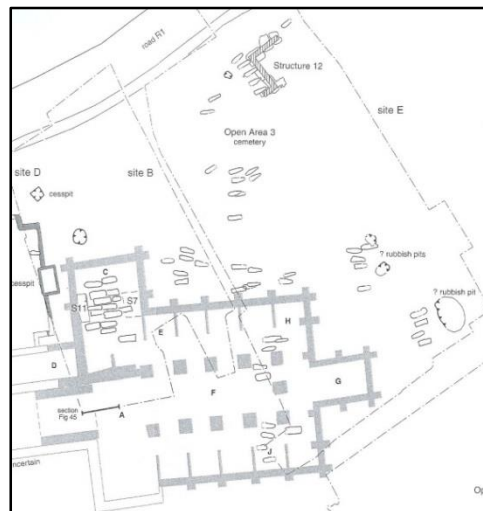 road R1
Structure 12
site E
Open Area 3
cemetery
site D
site B
cesspit
? rubbish pits
cesspit
C
S7
S11
? rubbish pit
E
H
D
G
F
section
Fig 45
A
J
uncertain
Op